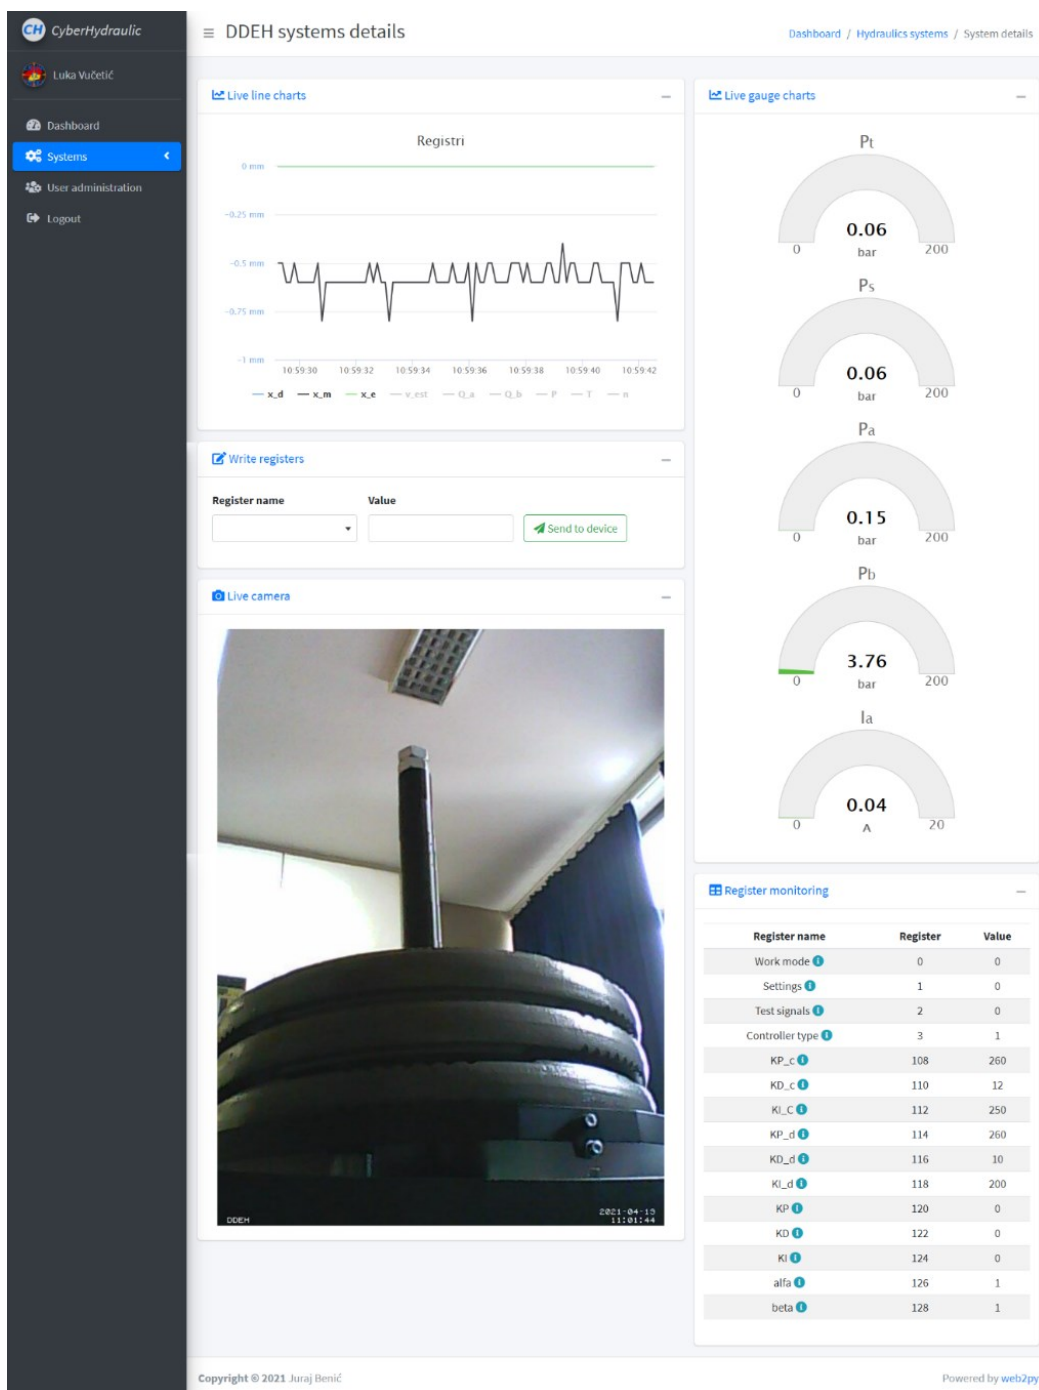 CH CyberHydraulic
Luka Vučetić
Dashboard
Systems
User administration
Logout
DDEH systems details
Dashboard / Hydraulics systems / System details
Live line charts
Registri
0 mm
−0.25 mm
−0.5 mm
−0.75 mm
−1 mm
10:59:30 10:59:32 10:59:34 10:59:36 10:59:38 10:59:40 10:59:42
x_d x_m x_e v_est Q_a Q_b P T n
Write registers
Register name Value
Send to device
Live camera
DDEH
2021-04-19
11:01:44
Live gauge charts
Pt
0.06
0 bar 200
Ps
0.06
0 bar 200
Pa
0.15
0 bar 200
Pb
3.76
0 bar 200
Ia
0.04
0 A 20
Register monitoring
Register name Register Value
Work mode 0 0
Settings 1 0
Test signals 2 0
Controller type 3 1
KP_c 108 260
KD_c 110 12
KI_C 112 250
KP_d 114 260
KD_d 116 10
KI_d 118 200
KP 120 0
KD 122 0
KI 124 0
alfa 126 1
beta 128 1
Copyright © 2021 Juraj Benić
Powered by web2py